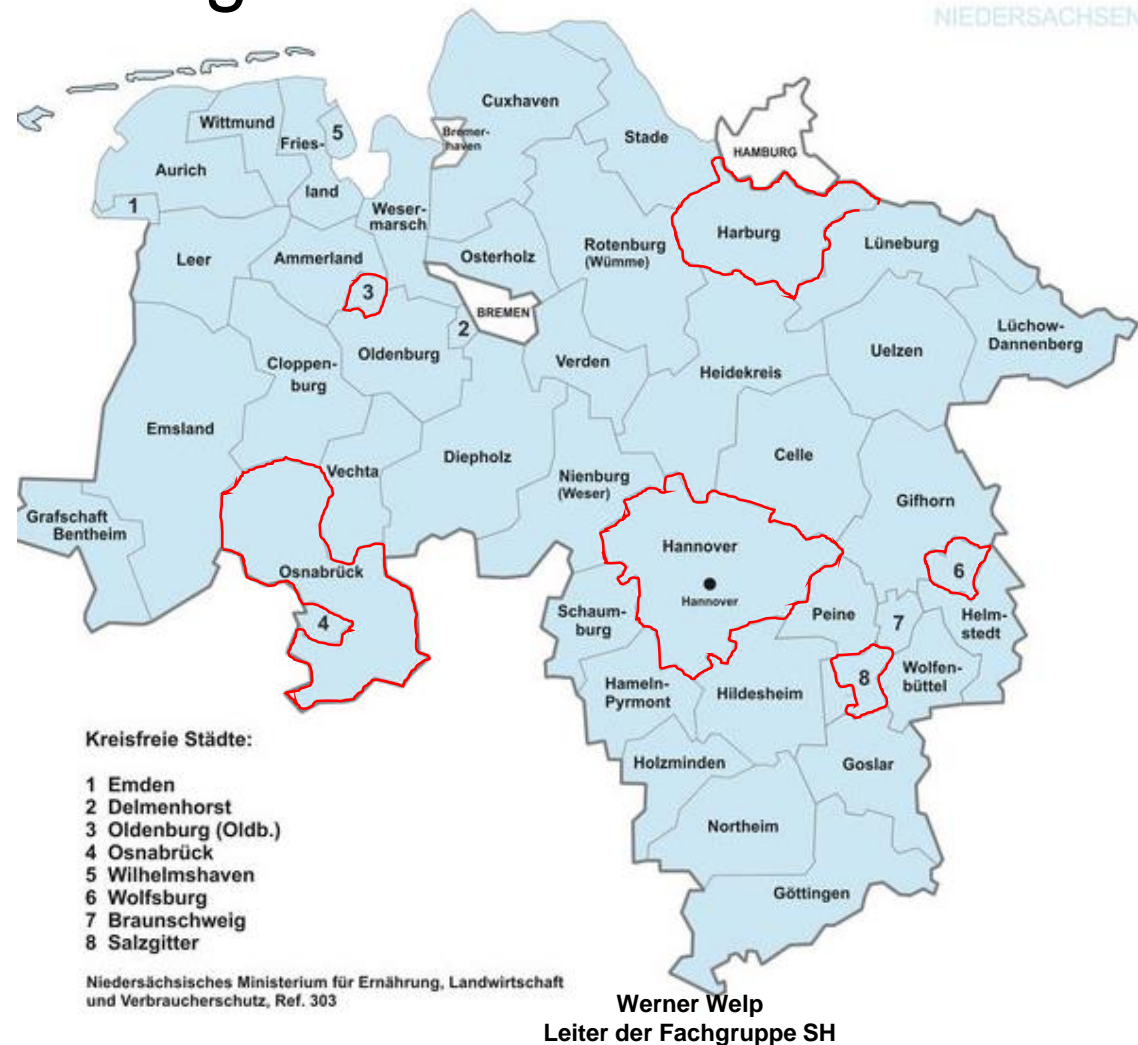 NIEDERSACHSEN
Cuxhaven
Wittmund
5
Bremer-
haven
Fries-
Stade
HAMBURG
Aurich
land
1
Weser-
marsch
Harburg
Rotenburg
(Wümme)
Lüneburg
Leer
Ammerland
Osterholz
3
BREMEN
2
Lüchow-
Dannenberg
Oldenburg
Uelzen
Cloppen-
burg
Verden
Heidekreis
Emsland
Diepholz
Celle
Vechta
Nienburg
(Weser)
Gifhorn
Grafschaft
Bentheim
Hannover
Osnabrück
6
Hannover
Schaum-
burg
Peine
Helm-
stedt
4
7
8
Wolfen-
büttel
Hameln-
Pyrmont
Hildesheim
Kreisfreie Städte:
Holzminden
Goslar
1 Emden
2 Delmenhorst
3 Oldenburg (Oldb.)
4 Osnabrück
5 Wilhelmshaven
6 Wolfsburg
7 Braunschweig
8 Salzgitter
Northeim
Göttingen
Niedersächsisches Ministerium für Ernährung, Landwirtschaft
und Verbraucherschutz, Ref. 303
Werner Welp
Leiter der Fachgruppe SH